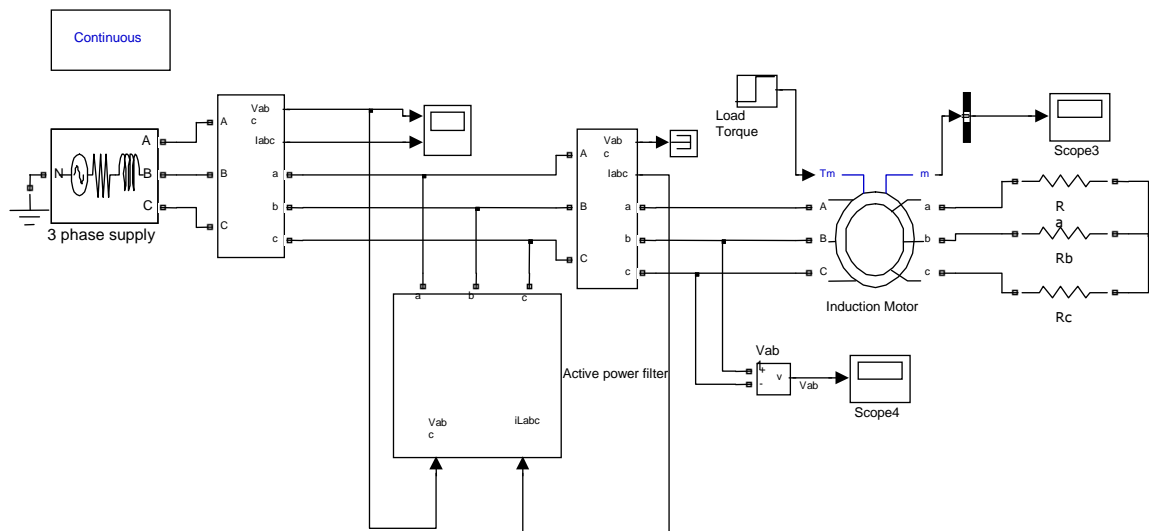 Continuous
N
A
B
C
3 phase supply
A
B
C
Vab
c
Iabc
a
b
c
A
B
C
Vab
c
Iabc
a
b
c
Load
Torque
Tm
m
A
B
C
a
b
c
Induction Motor
Scope3
R
a
Rb
Rc
a
b
c
Active power filter
Vab
c
iLabc
Vab
1
+
-
v
Vab
Scope4